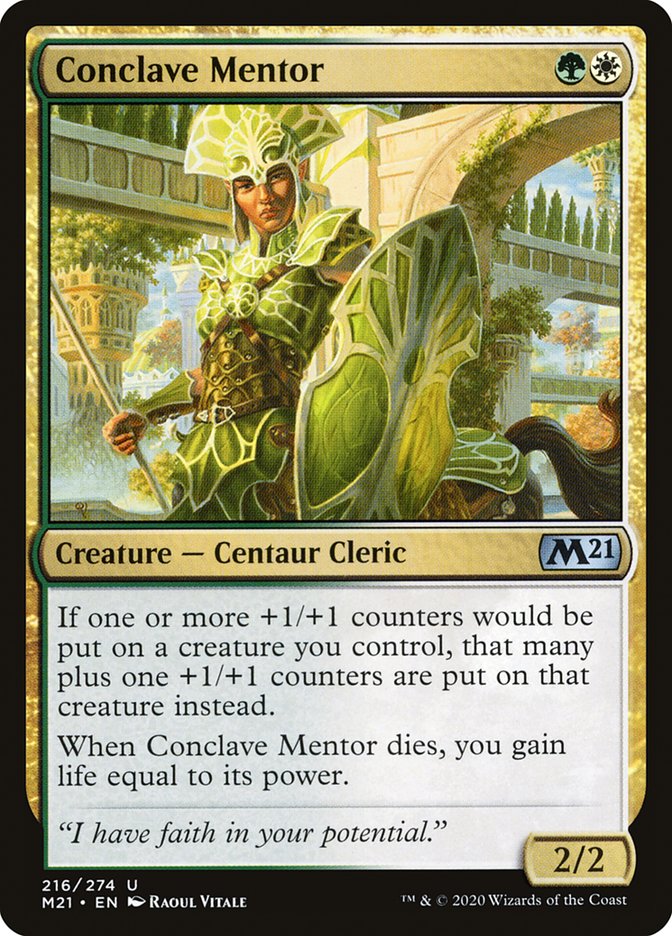 Conclave Mentor
Creature — Centaur Cleric
M21
If one or more +1/+1 counters would be
put on a creature you control, that many
plus one +1/+1 counters are put on that
creature instead.
When Conclave Mentor dies, you gain
life equal to its power.
“I have faith in your potential.”
2/2
216/274 U
M21 • EN Raoul Vitale
™ & © 2020 Wizards of the Coast